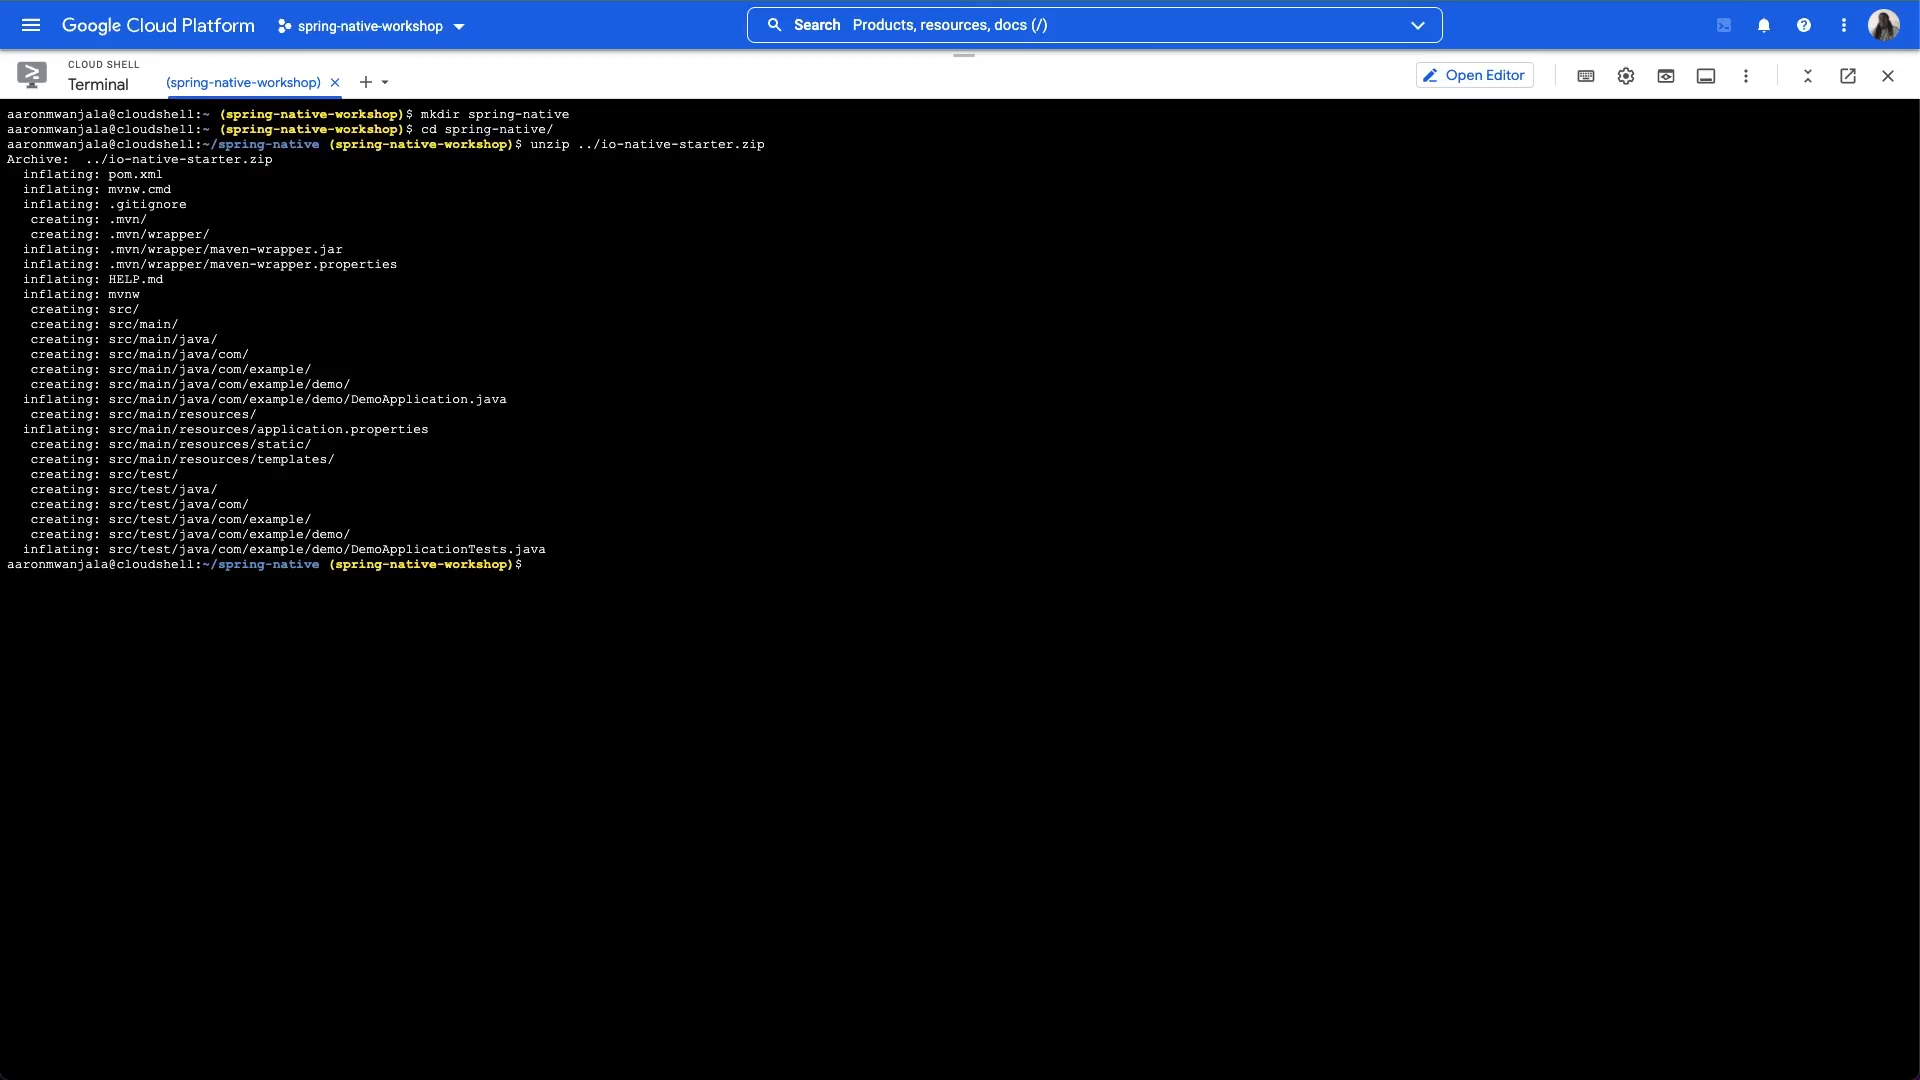 Google Cloud Platform
spring-native-workshop
Search Products, resources, docs (/)
CLOUD SHELL
Terminal
(spring-native-workshop)
Open Editor
aaronmwanjala@cloudshell:~ (spring-native-workshop)$ mkdir spring-native
aaronmwanjala@cloudshell:~ (spring-native-workshop)$ cd spring-native/
aaronmwanjala@cloudshell:~/spring-native (spring-native-workshop)$ unzip ../io-native-starter.zip
Archive:  ../io-native-starter.zip
  inflating: pom.xml
  inflating: mvnw.cmd
  inflating: .gitignore
   creating: .mvn/
   creating: .mvn/wrapper/
  inflating: .mvn/wrapper/maven-wrapper.jar
  inflating: .mvn/wrapper/maven-wrapper.properties
  inflating: HELP.md
  inflating: mvnw
   creating: src/
   creating: src/main/
   creating: src/main/java/
   creating: src/main/java/com/
   creating: src/main/java/com/example/
   creating: src/main/java/com/example/demo/
  inflating: src/main/java/com/example/demo/DemoApplication.java
   creating: src/main/resources/
  inflating: src/main/resources/application.properties
   creating: src/main/resources/static/
   creating: src/main/resources/templates/
   creating: src/test/
   creating: src/test/java/
   creating: src/test/java/com/
   creating: src/test/java/com/example/
   creating: src/test/java/com/example/demo/
  inflating: src/test/java/com/example/demo/DemoApplicationTests.java
aaronmwanjala@cloudshell:~/spring-native (spring-native-workshop)$